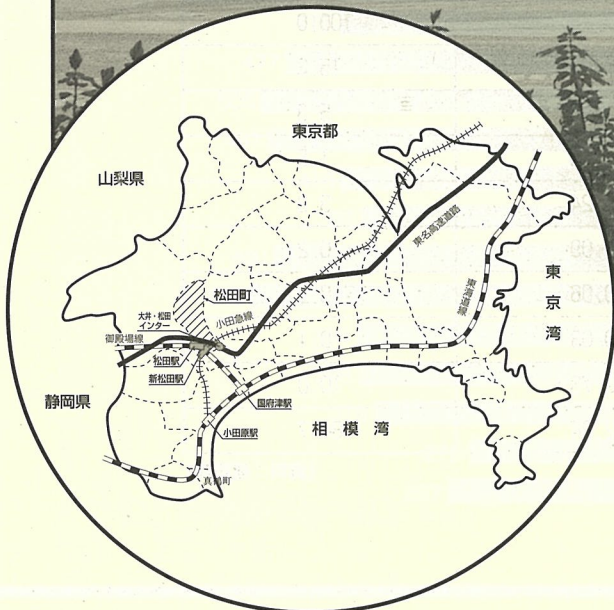 東京都
山梨県
松田町
大井・松田
インター
御殿場線
小田急線
東名高速道路
東海道線
東京湾
松田駅
新松田駅
静岡県
国府津駅
小田原駅
相模湾
真鶴町